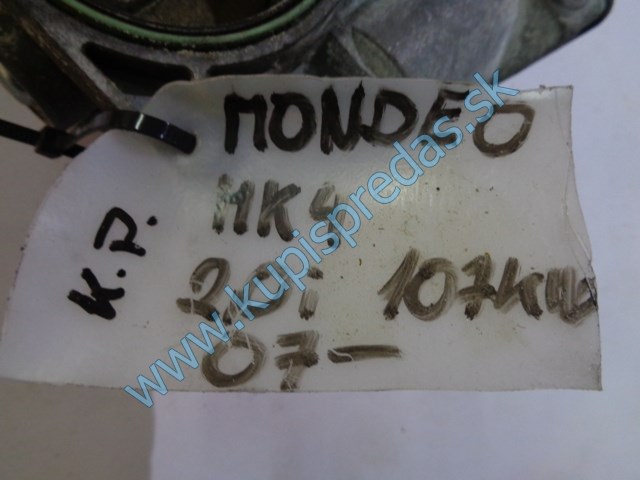 MONDEO
MK4
2,0i 107KW
07-
K.P.
www.kupispredas.sk